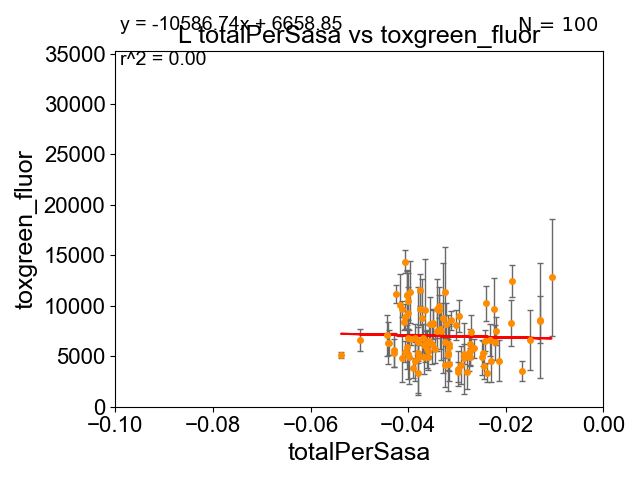 y = -10586.74x + 6658.85
N = 100
L totalPerSasa vs toxgreen_fluor
r^2 = 0.00
35000
30000
25000
20000
15000
10000
5000
0
toxgreen_fluor
−0.10
−0.08
−0.06
−0.04
−0.02
0.00
totalPerSasa